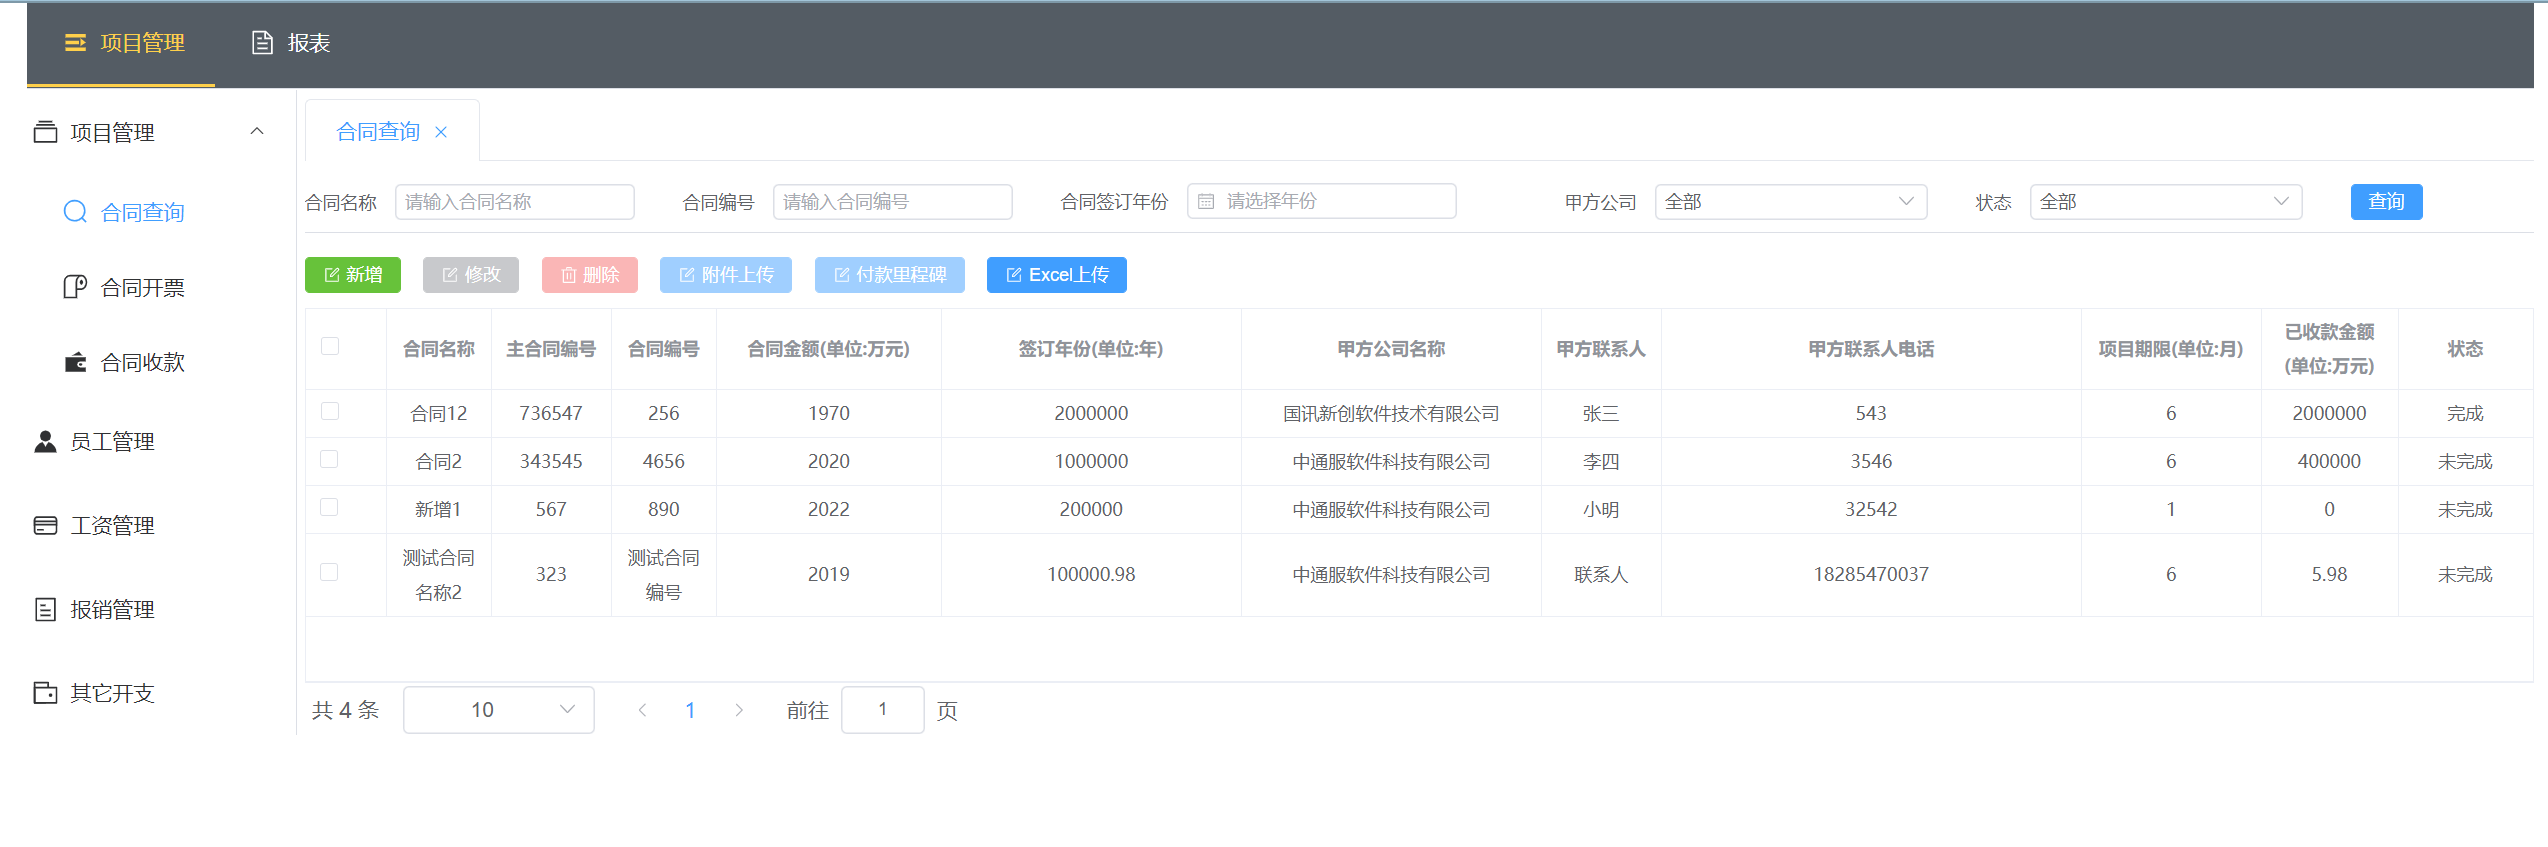 项目管理 报表
项目管理
合同查询
合同开票
合同收款
员工管理
工资管理
报销管理
其它开支
合同查询
合同名称 请输入合同名称 合同编号 请输入合同编号 合同签订年份 请选择年份 甲方公司 全部 状态 全部 查询
新增 修改 删除 附件上传 付款里程碑 Excel上传
合同名称 主合同编号 合同编号 合同金额(单位:万元) 签订年份(单位:年) 甲方公司名称 甲方联系人 甲方联系人电话 项目期限(单位:月) 已收款金额(单位:万元) 状态
合同12 736547 256 1970 2000000 国讯新创软件技术有限公司 张三 543 6 2000000 完成
合同2 343545 4656 2020 1000000 中通服软件科技有限公司 李四 3546 6 400000 未完成
新增1 567 890 2022 200000 中通服软件科技有限公司 小明 32542 1 0 未完成
测试合同名称2 323 测试合同编号 2019 100000.98 中通服软件科技有限公司 联系人 18285470037 6 5.98 未完成
共 4 条 10 1 前往 1 页